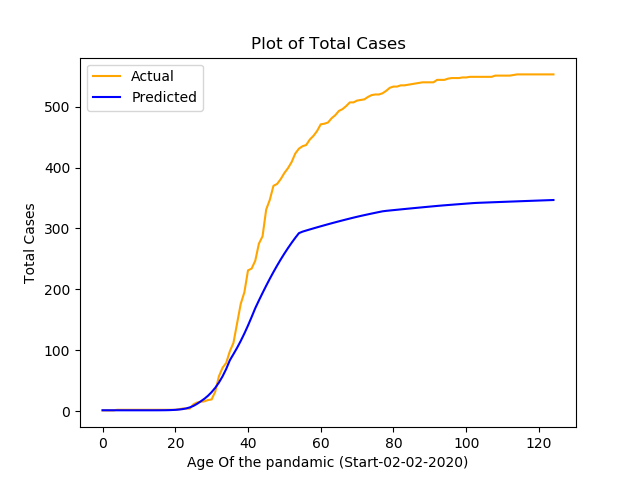 Plot of Total Cases
Actual
Predicted
500
400
300
200
100
0
Total Cases
0 20 40 60 80 100 120
Age Of the pandamic (Start-02-02-2020)